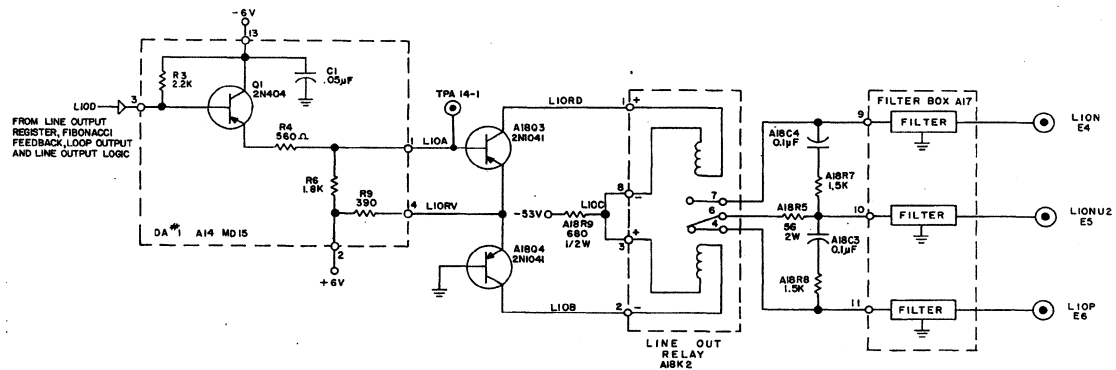 -6V
13
R3
2.2K
C1
.05µF
Q1
2N404
L10D
3
FROM LINE OUTPUT
REGISTER, FIBONACCI
FEEDBACK, LOOP OUTPUT
AND LINE OUTPUT LOGIC
R4
560Ω
R6
1.8K
R9
390
1
14
2
+6V
DA #1 A14 MD15
TPA 14-1
L10A
L10RV
A18Q3
2N1041
A18Q4
2N1041
L10RD
L10B
-53V
L10C
A18R9
680
1/2W
1 +
8
-
+
3
2 -
7
6
4
LINE OUT
RELAY
A18K2
A18C4
0.1µF
A18R7
1.5K
A18R5
56
2W
A18C3
0.1µF
A18R8
1.5K
FILTER BOX A17
9
FILTER
10
FILTER
11
FILTER
L10N
E4
L10NU2
E5
L10P
E6